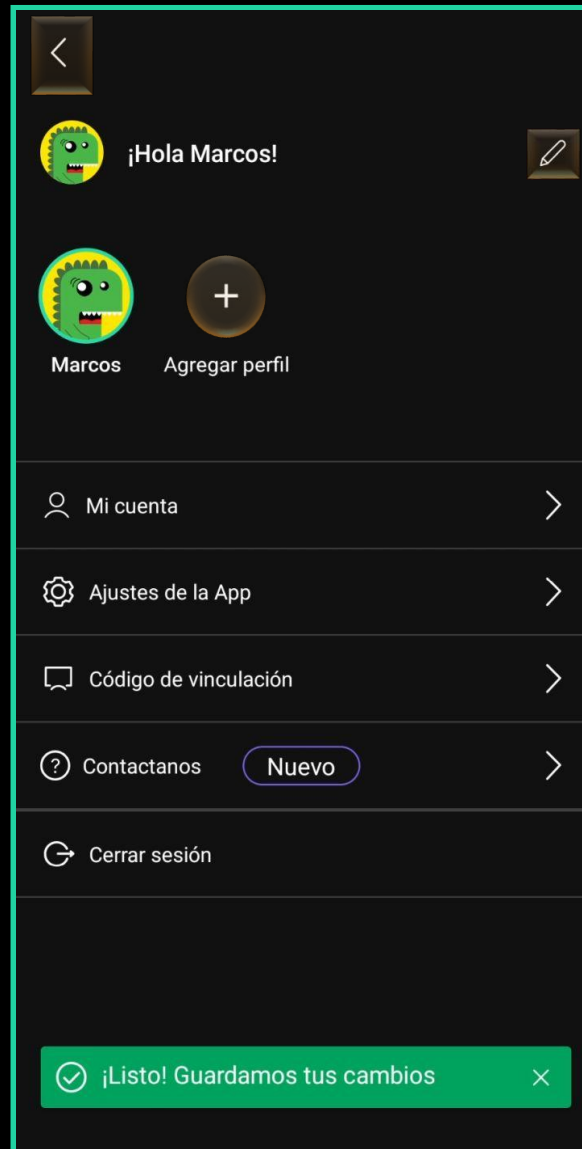 ¡Hola Marcos!
Marcos
Agregar perfil
Mi cuenta
Ajustes de la App
Código de vinculación
Contactanos
Nuevo
Cerrar sesión
¡Listo! Guardamos tus cambios